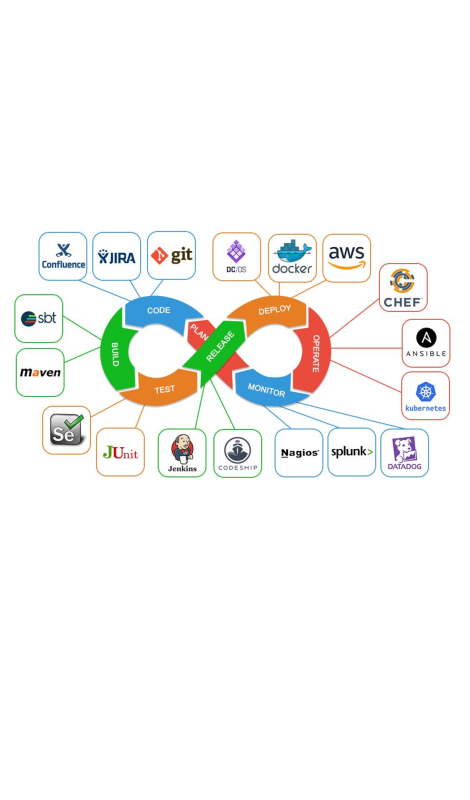 Confluence
JIRA
git
DC/OS
docker
aws
CHEF
sbt
CODE
PLAN
RELEASE
DEPLOY
OPERATE
ANSIBLE
BUILD
maven
TEST
MONITOR
kubernetes
Se
JUnit
Jenkins
CODESHIP
Nagios®
splunk>
DATADOG